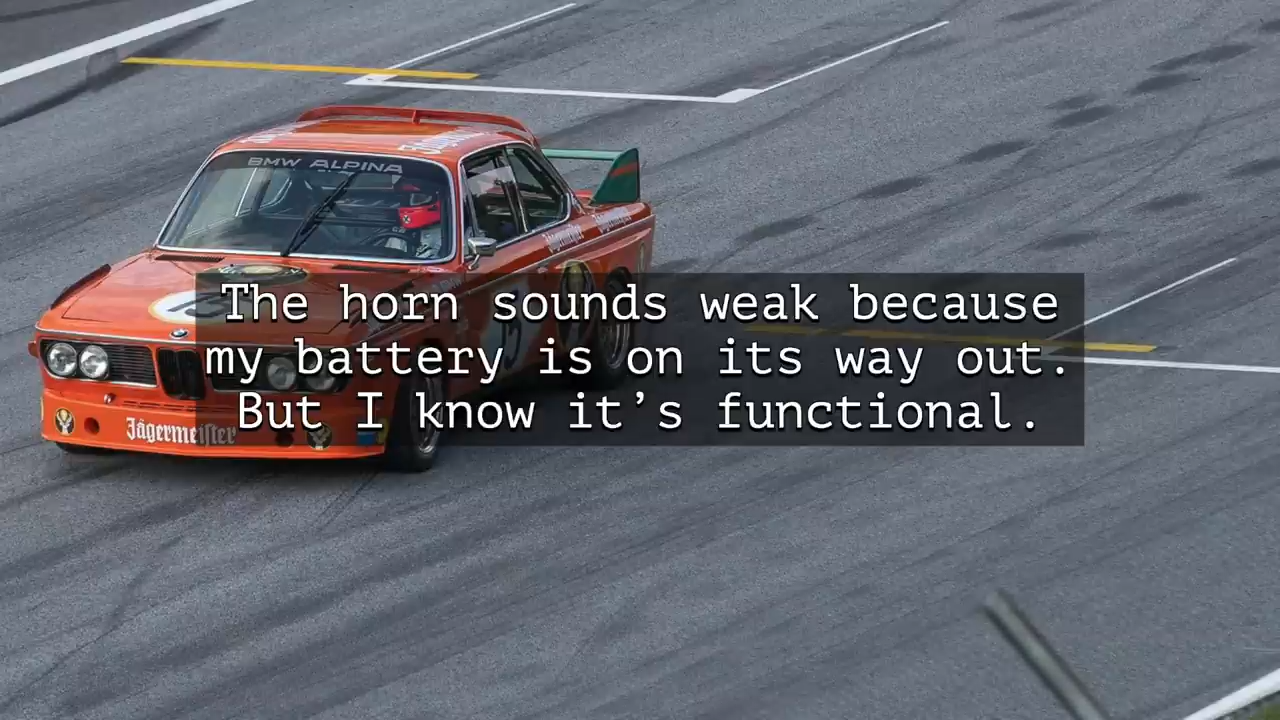 BMW ALPINA
The horn sounds weak because
my battery is on its way out.
But I know it’s functional.
Jägermeister